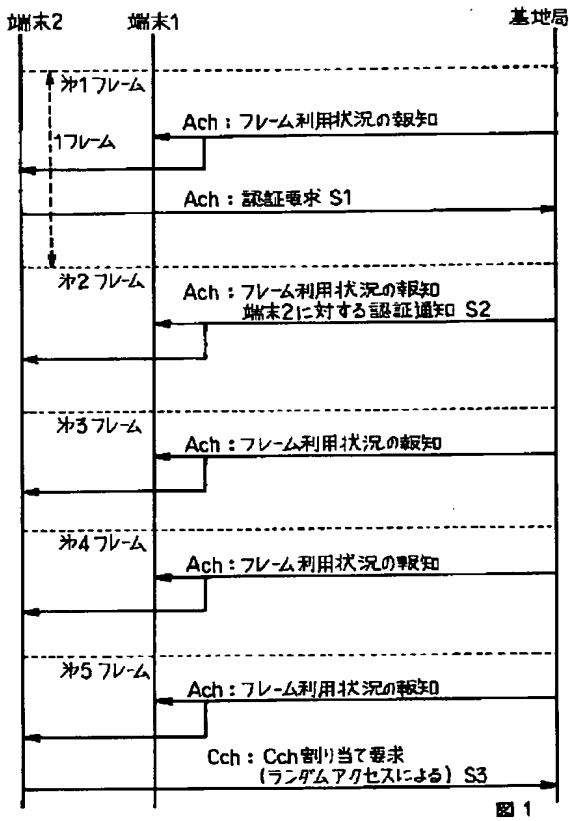 端末2
端末1
基地局
第1フレーム
Ach：フレーム利用状況の報知
1フレーム
Ach：認証要求 S1
第2フレーム
Ach：フレーム利用状況の報知
端末2に対する認証通知 S2
第3フレーム
Ach：フレーム利用状況の報知
第4フレーム
Ach：フレーム利用状況の報知
第5フレーム
Ach：フレーム利用状況の報知
Cch：Cch割り当て要求
(ランダムアクセスによる) S3
図1